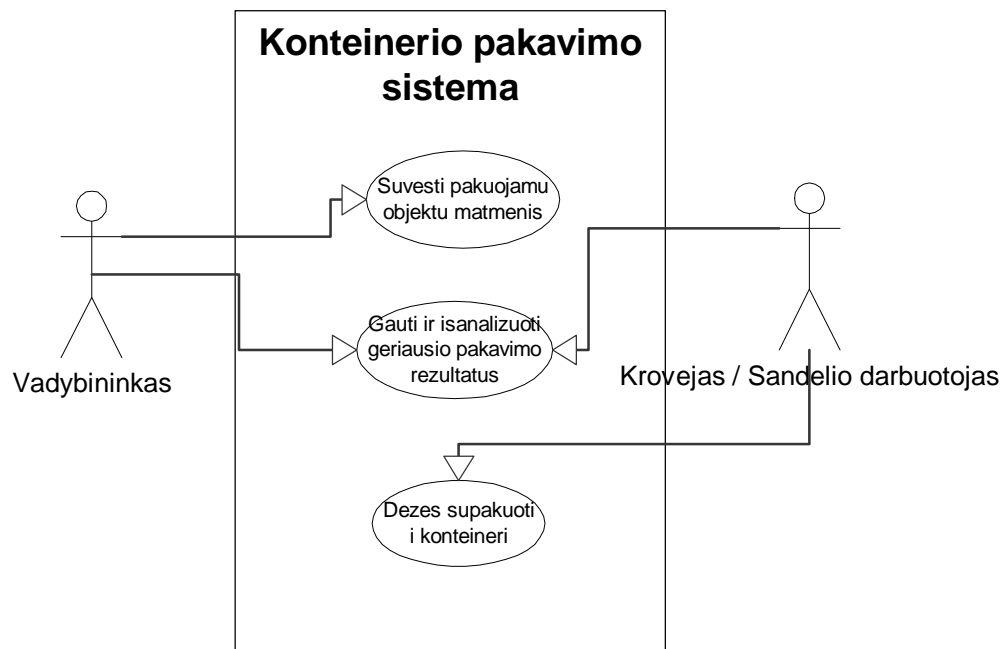 Konteinerio pakavimo
sistema
Suvesti pakuojamu
objektu matmenis
Gauti ir isanalizuoti
geriausio pakavimo
rezultatus
Vadybininkas
Krovejas / Sandelio darbuotojas
Dezes supakuoti
i konteineri